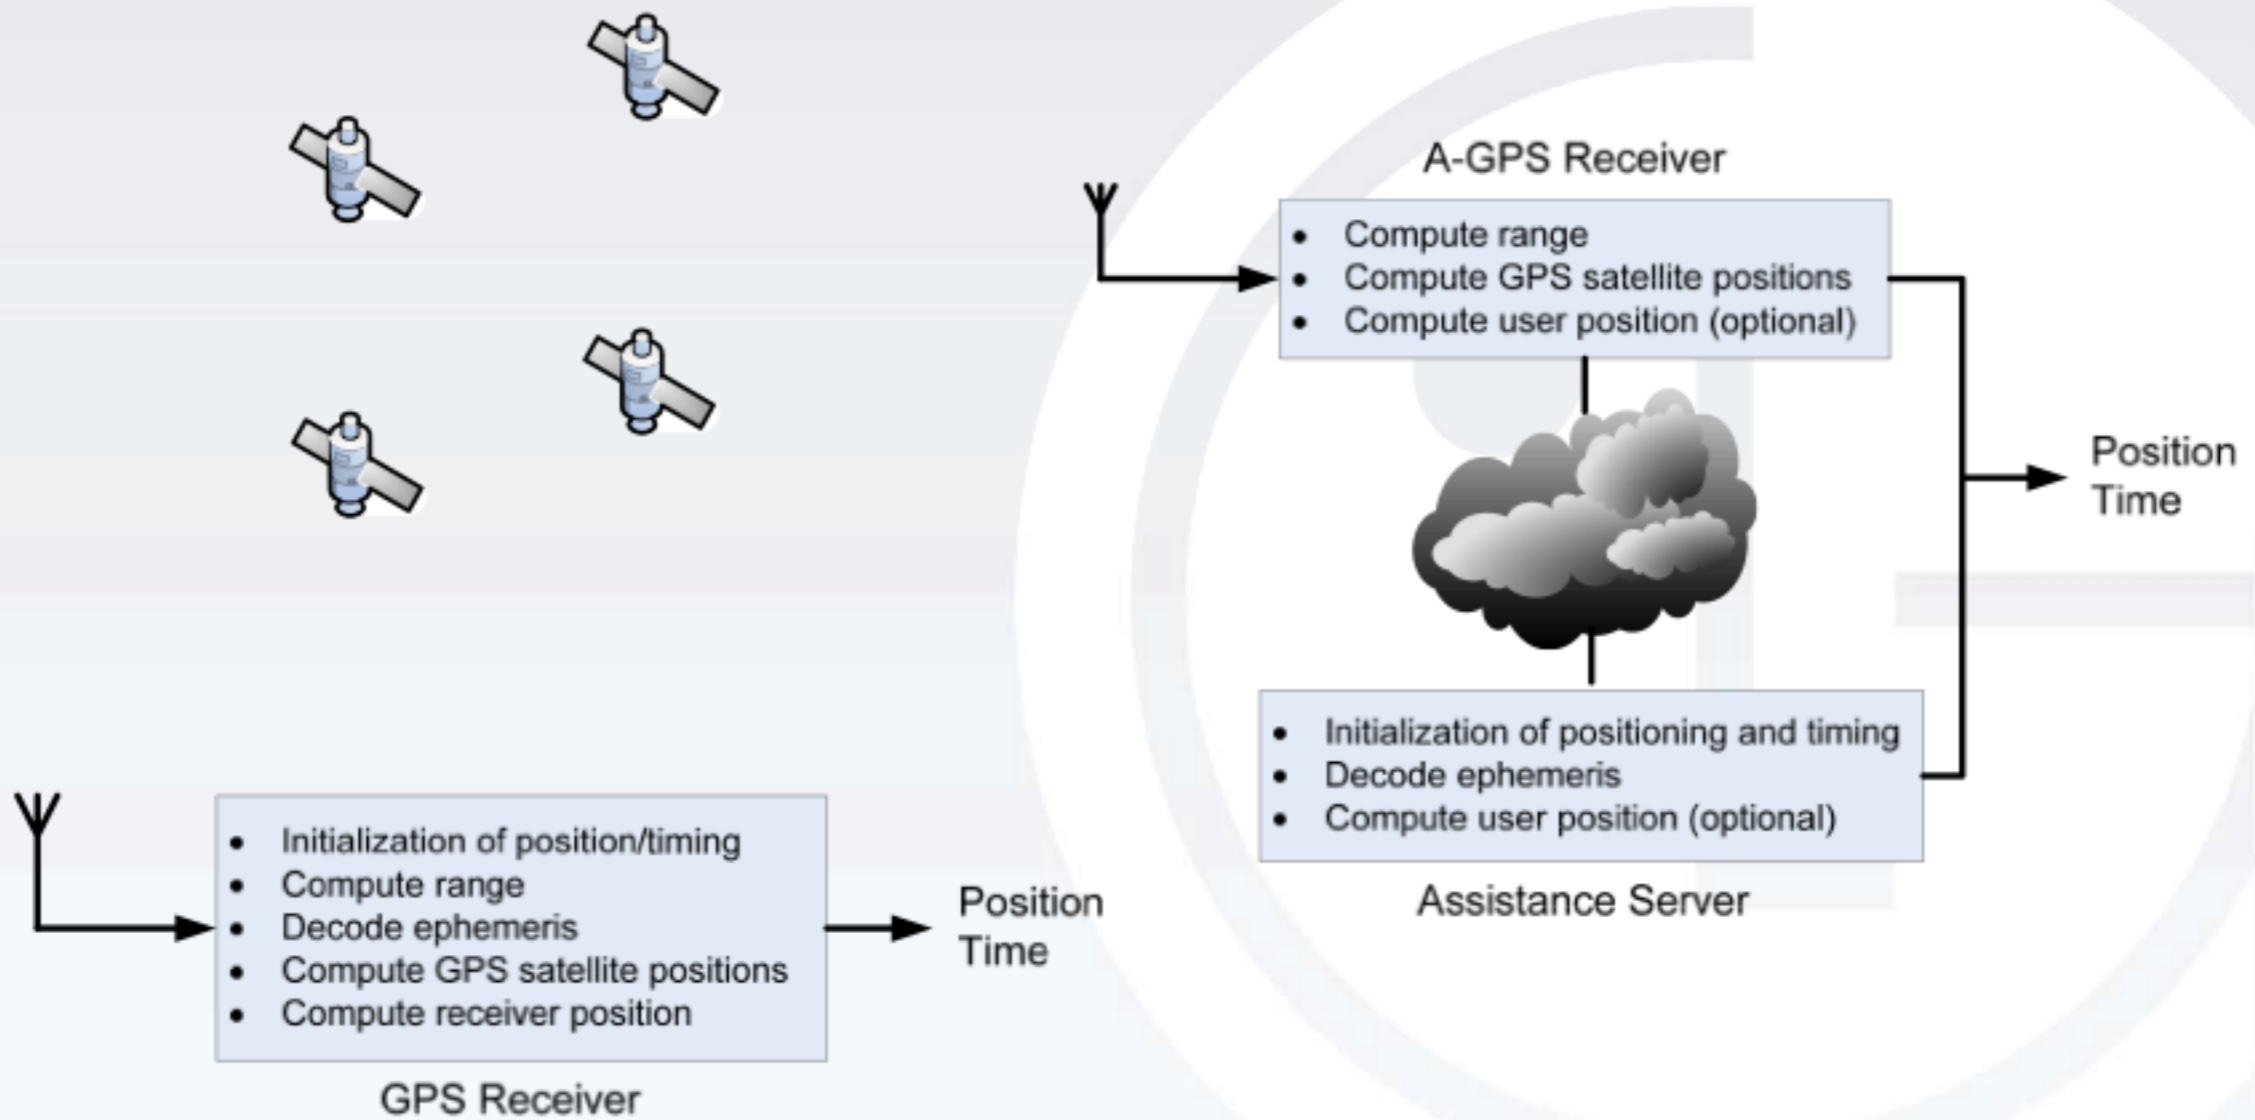 A-GPS Receiver
• Compute range
• Compute GPS satellite positions
• Compute user position (optional)
Position
Time
• Initialization of positioning and timing
• Decode ephemeris
• Compute user position (optional)
Assistance Server
• Initialization of position/timing
• Compute range
• Decode ephemeris
• Compute GPS satellite positions
• Compute receiver position
Position
Time
GPS Receiver